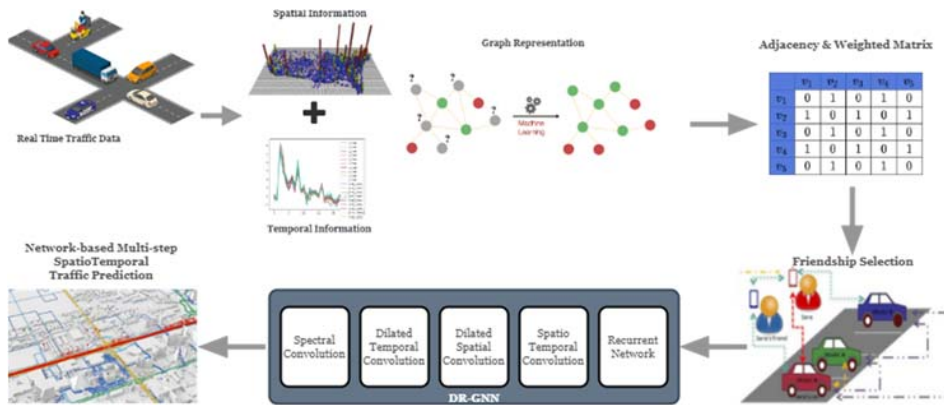 Spatial Information
Graph Representation
Adjacency & Weighted Matrix
Real Time Traffic Data
? ? ? ?
Machine
Learning
v₁ v₂ v₃ v₄ v₅
v₁ 0 1 0 1 0
v₂ 1 0 1 0 1
v₃ 0 1 0 1 0
v₄ 1 0 1 0 1
v₅ 0 1 0 1 0
Temporal Information
Network-based Multi-step
SpatioTemporal
Traffic Prediction
Friendship Selection
Spectral
Convolution
Dilated
Temporal
Convolution
Dilated
Spatial
Convolution
Spatio
Temporal
Convolution
Recurrent
Network
DR-GNN